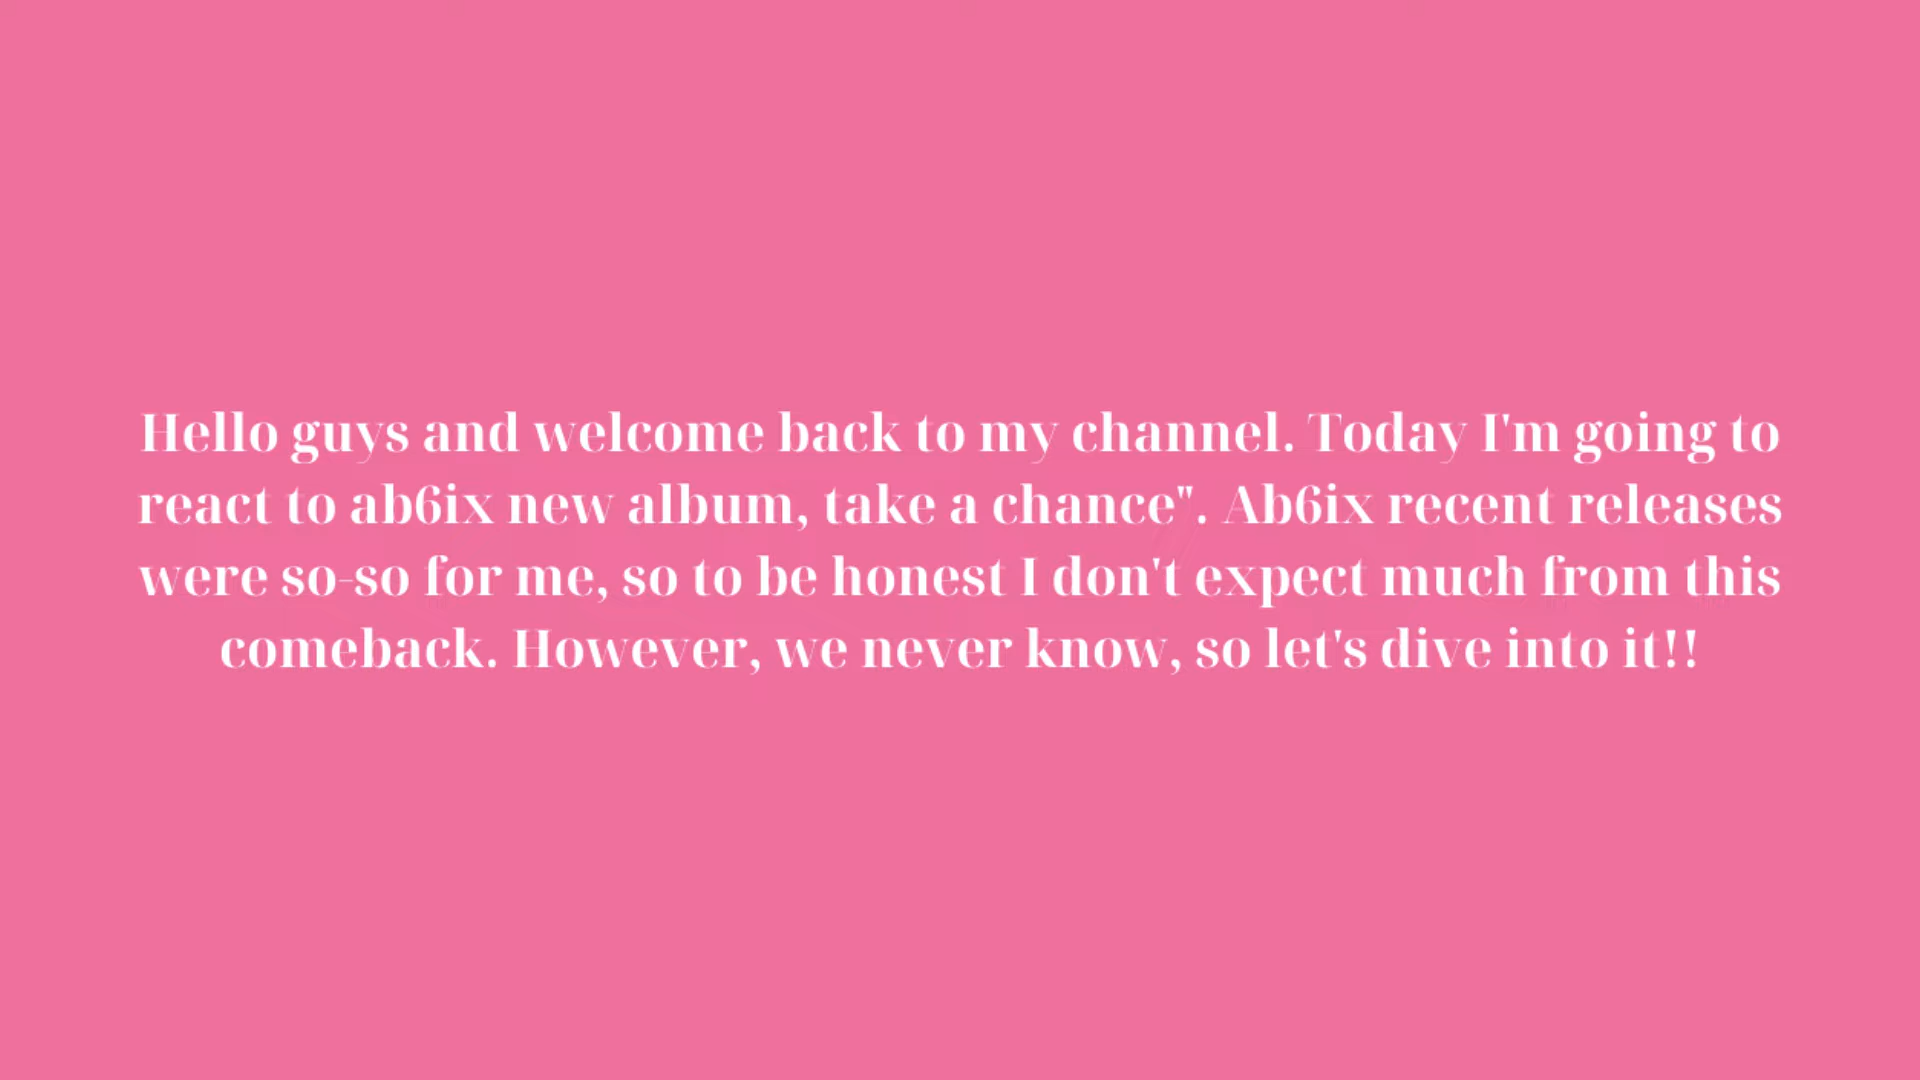 Hello guys and welcome back to my channel. Today I'm going to
react to ab6ix new album, take a chance". Ab6ix recent releases
were so-so for me, so to be honest I don't expect much from this
comeback. However, we never know, so let's dive into it!!